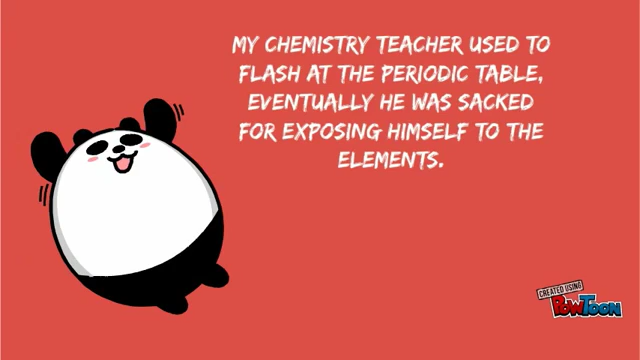 MY CHEMISTRY TEACHER USED TO
FLASH AT THE PERIODIC TABLE,
EVENTUALLY HE WAS SACKED
FOR EXPOSING HIMSELF TO THE
ELEMENTS.
CREATED USING
POWTOON